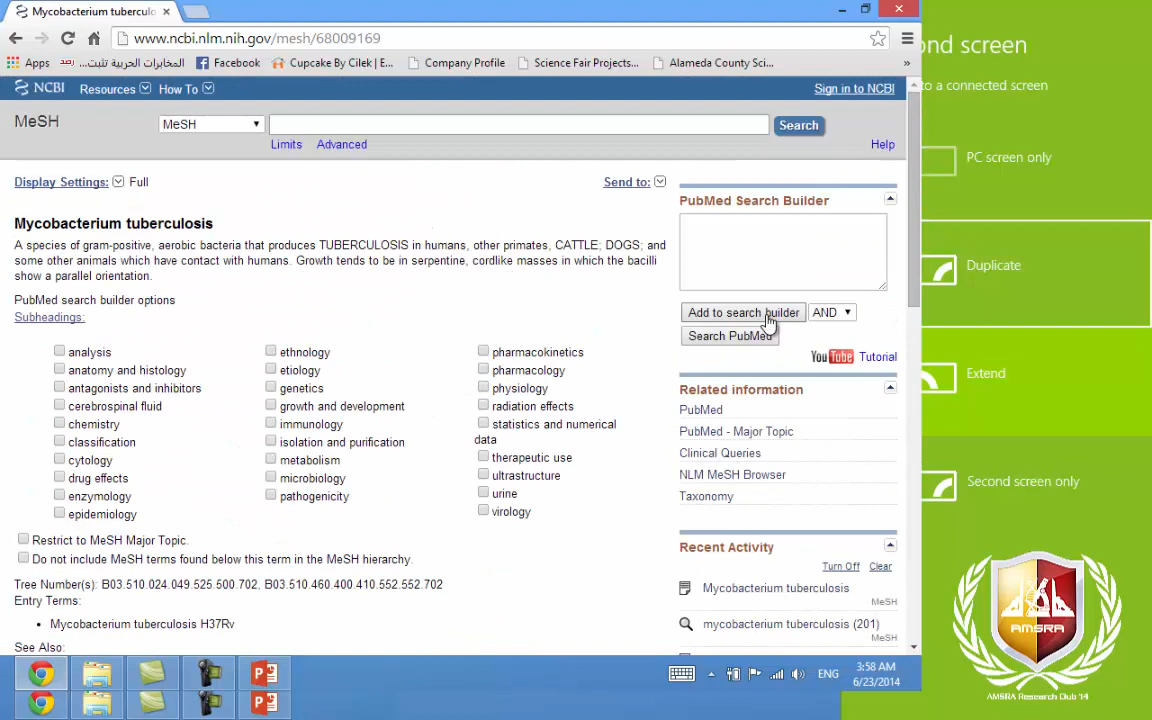 Mycobacterium tuberculo
www.ncbi.nlm.nih.gov/mesh/68009169
Apps
المخابرات الحربية تثبت...
رصد
Facebook
Cupcake By Cilek | E...
Company Profile
Science Fair Projects...
Alameda County Sci...
»
NCBI Resources How To
Sign in to NCBI
MeSH
MeSH
Search
Limits Advanced
Help
Display Settings: Full
Send to:
Mycobacterium tuberculosis
A species of gram-positive, aerobic bacteria that produces TUBERCULOSIS in humans, other primates, CATTLE; DOGS; and
some other animals which have contact with humans. Growth tends to be in serpentine, cordlike masses in which the bacilli
show a parallel orientation.
PubMed search builder options
Subheadings:
analysis
anatomy and histology
antagonists and inhibitors
cerebrospinal fluid
chemistry
classification
cytology
drug effects
enzymology
epidemiology
ethnology
etiology
genetics
growth and development
immunology
isolation and purification
metabolism
microbiology
pathogenicity
pharmacokinetics
pharmacology
physiology
radiation effects
statistics and numerical
data
therapeutic use
ultrastructure
urine
virology
Restrict to MeSH Major Topic.
Do not include MeSH terms found below this term in the MeSH hierarchy.
Tree Number(s): B03.510.024.049.525.500.702, B03.510.460.400.410.552.552.702
Entry Terms:
Mycobacterium tuberculosis H37Rv
See Also:
PubMed Search Builder
Add to search builder
AND
Search PubMed
YouTube Tutorial
Related information
PubMed
PubMed - Major Topic
Clinical Queries
NLM MeSH Browser
Taxonomy
Recent Activity
Turn Off Clear
Mycobacterium tuberculosis
MeSH
mycobacterium tuberculosis (201)
MeSH
ENG
3:58 AM
6/23/2014
ond screen
to a connected screen
PC screen only
Duplicate
Extend
Second screen only
AMSRA
AMSRA Research Club '14